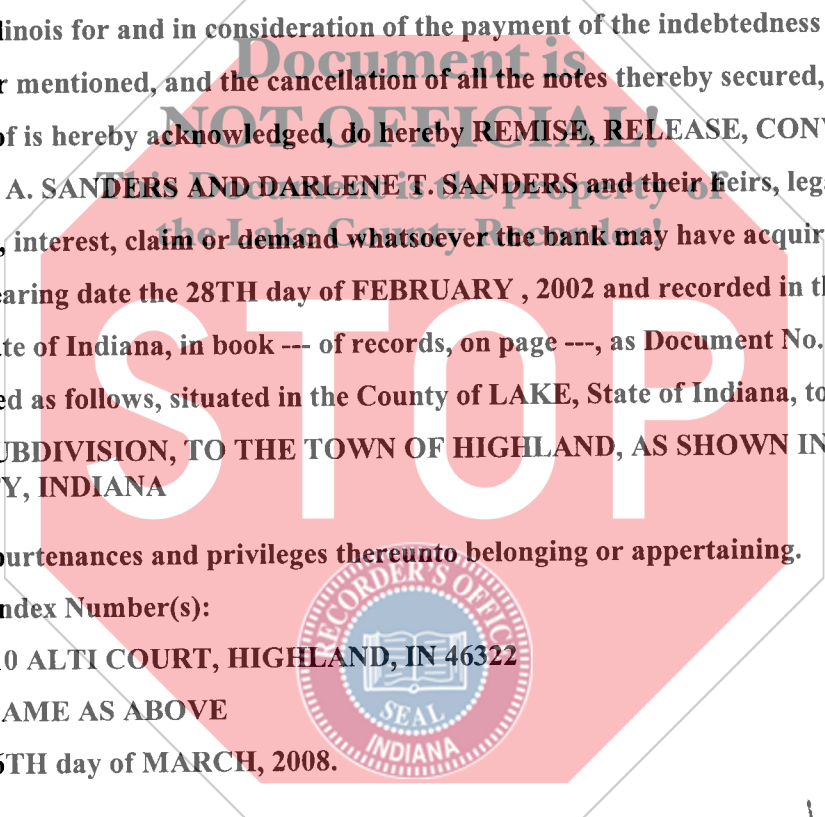 linois for and in consideration of the payment of the indebtedness
Document is
r mentioned, and the cancellation of all the notes thereby secured,
NOT OFFICIAL!
of is hereby acknowledged, do hereby REMISE, RELEASE, CONV
This Document is the property of
A. SANDERS AND DARLENE T. SANDERS and their heirs, lega
the Lake County Recorder!
, interest, claim or demand whatsoever the bank may have acquir
earing date the 28TH day of FEBRUARY , 2002 and recorded in th
te of Indiana, in book --- of records, on page ---, as Document No.
ed as follows, situated in the County of LAKE, State of Indiana, to
STOP
UBDIVISION, TO THE TOWN OF HIGHLAND, AS SHOWN IN
Y, INDIANA
purtenances and privileges thereunto belonging or appertaining.
RECORDER'S OFFIC
ndex Number(s):
0 ALTI COURT, HIGHLAND, IN 46322
SEAL
AME AS ABOVE
INDIANA
TH day of MARCH, 2008.